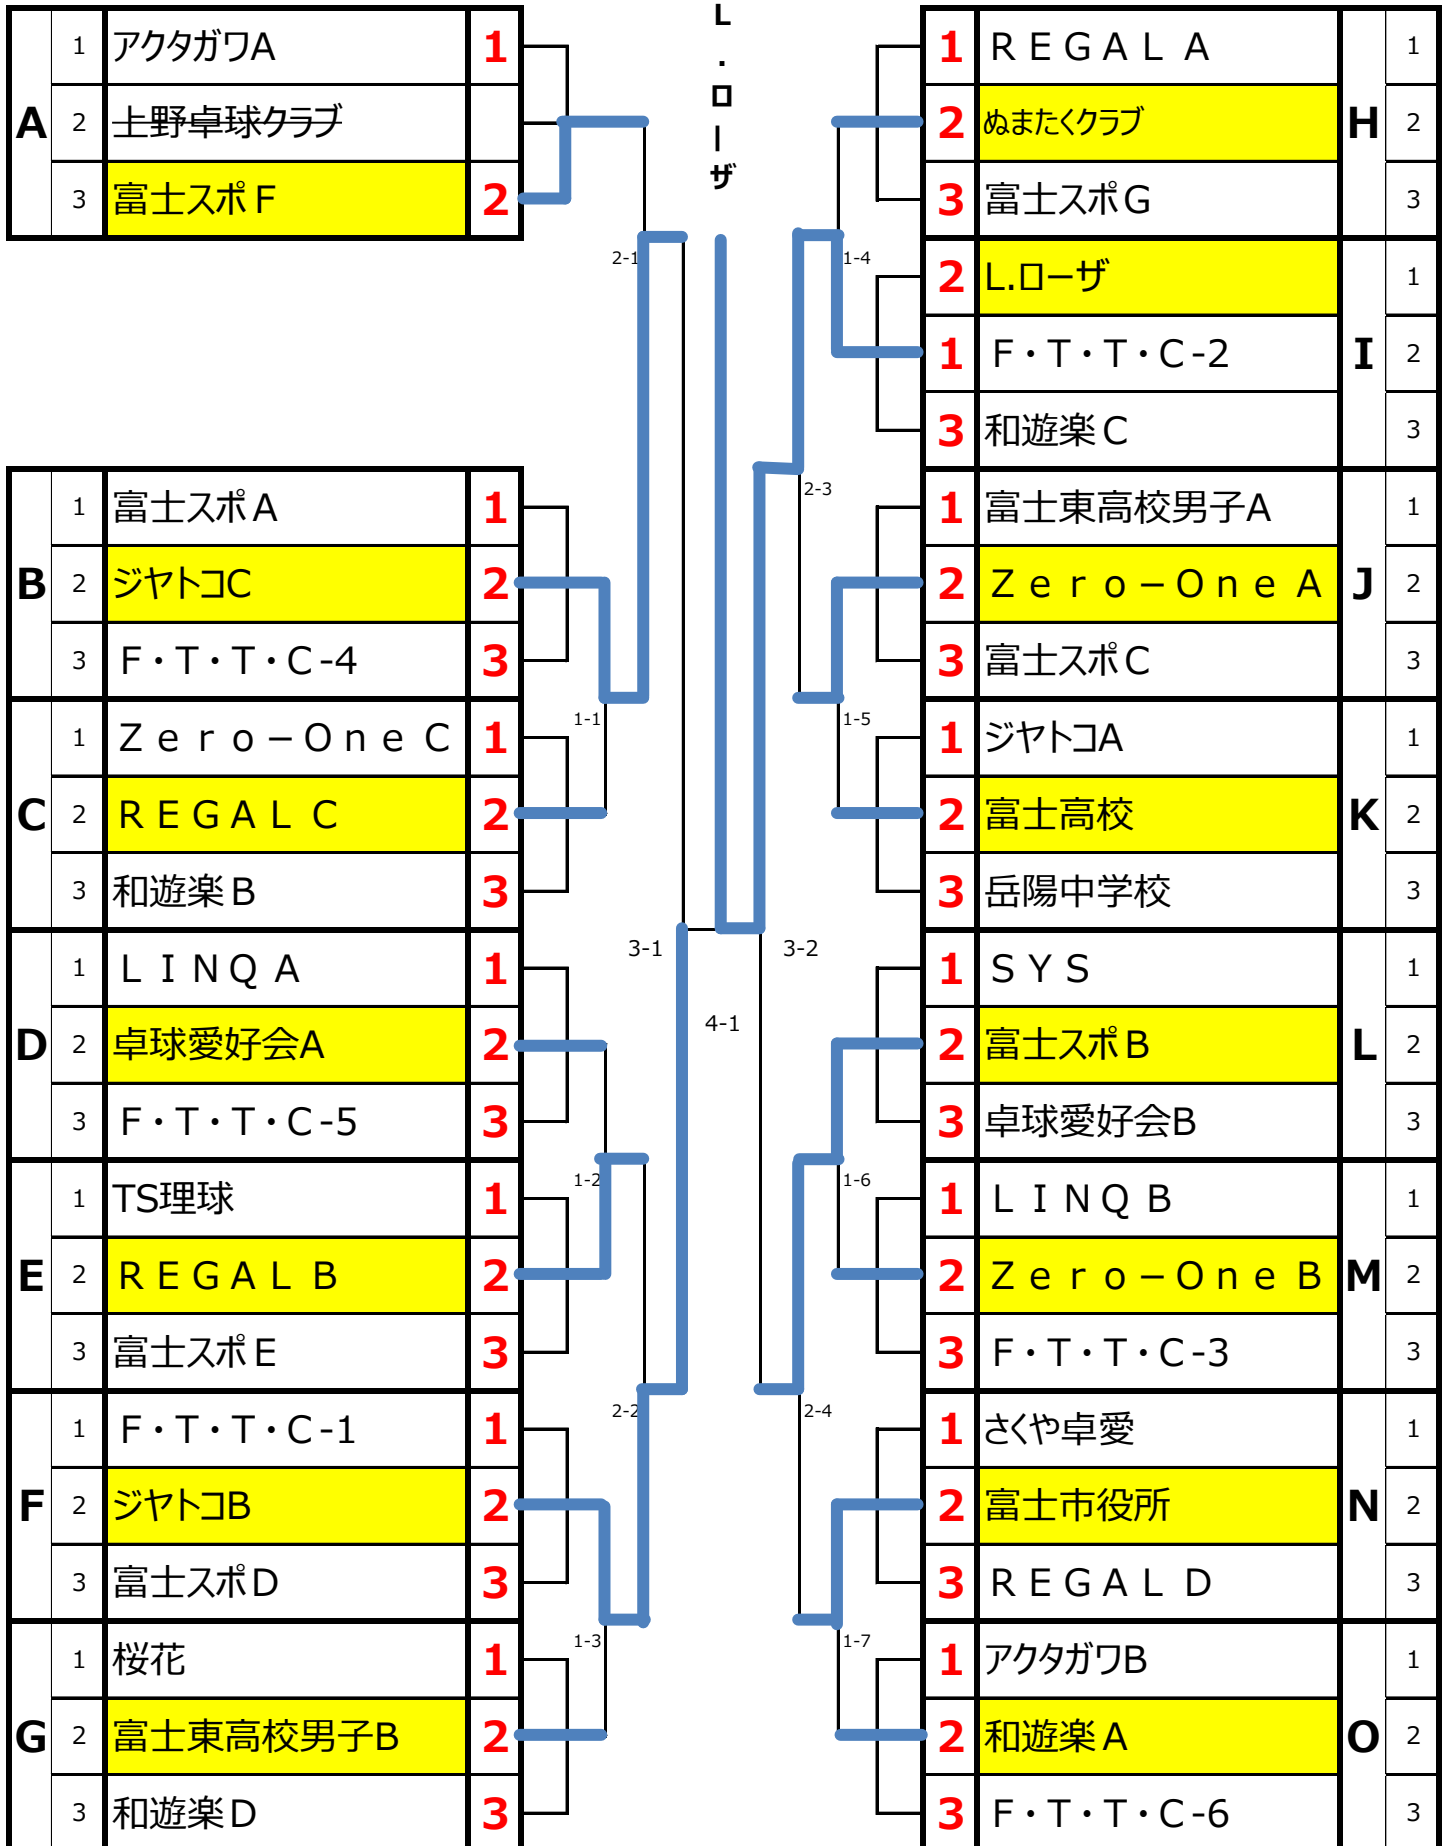 L.ローザ
A
1 アクタガワA 1
2 上野卓球クラブ
3 富士スポF 2
B
1 富士スポA 1
2 ジヤトコC 2
3 F・T・T・C-4 3
C
1 Zero－One C 1
2 REGAL C 2
3 和遊楽B 3
D
1 LINQ A 1
2 卓球愛好会A 2
3 F・T・T・C-5 3
E
1 TS理球 1
2 REGAL B 2
3 富士スポE 3
F
1 F・T・T・C-1 1
2 ジヤトコB 2
3 富士スポD 3
G
1 桜花 1
2 富士東高校男子B 2
3 和遊楽D 3
2-1
1-1
3-1
1-2
2-2
1-3
4-1
1-4
2-3
1-5
3-2
1-6
2-4
1-7
1 REGAL A 1
2 ぬまたくクラブ H 2
3 富士スポG 3
2 L.ローザ 1
1 F・T・T・C-2 I 2
3 和遊楽C 3
1 富士東高校男子A 1
2 Zero－One A J 2
3 富士スポC 3
1 ジヤトコA 1
2 富士高校 K 2
3 岳陽中学校 3
1 SYS 1
2 富士スポB L 2
3 卓球愛好会B 3
1 LINQ B 1
2 Zero－One B M 2
3 F・T・T・C-3 3
1 さくや卓愛 1
2 富士市役所 N 2
3 REGAL D 3
1 アクタガワB 1
2 和遊楽A O 2
3 F・T・T・C-6 3